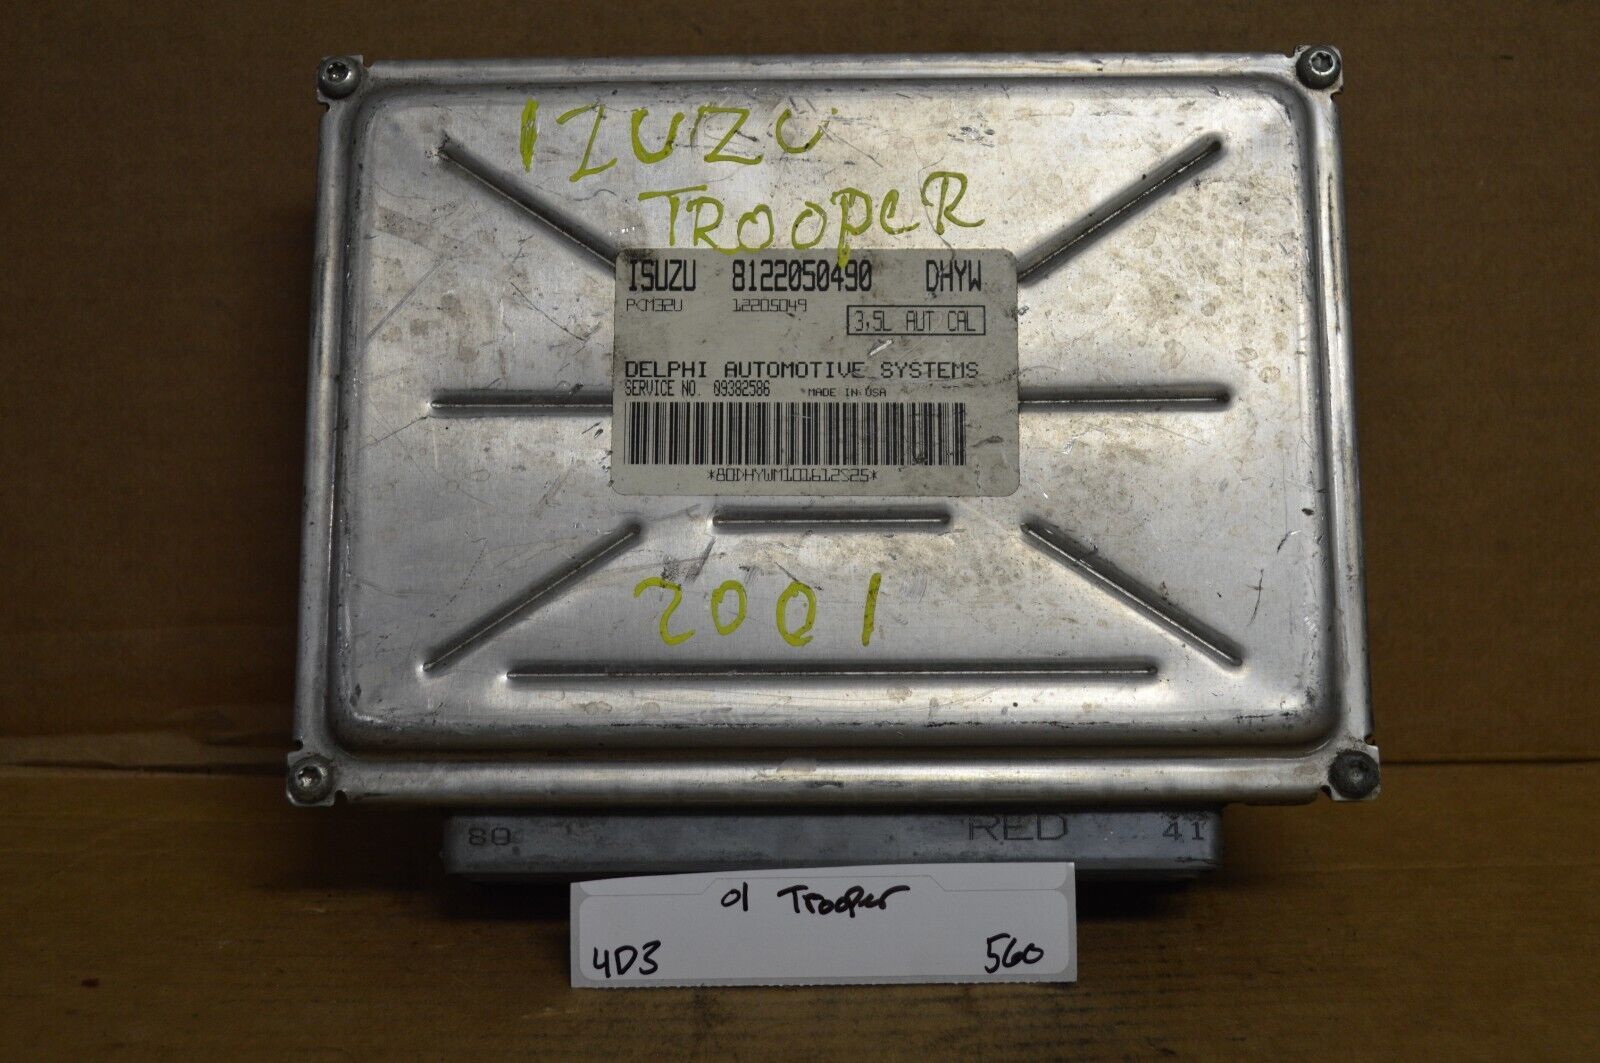 IZUZU
TROOPER
ISUZU 8122050490 DHYW
PCM32U 12205049
3,5L AUT CAL
DELPHI AUTOMOTIVE SYSTEMS
SERVICE NO. 09382586 MADE IN USA
*80DHYWM101612S25*
2001
80 RED 41
01 Trooper
4D3 560